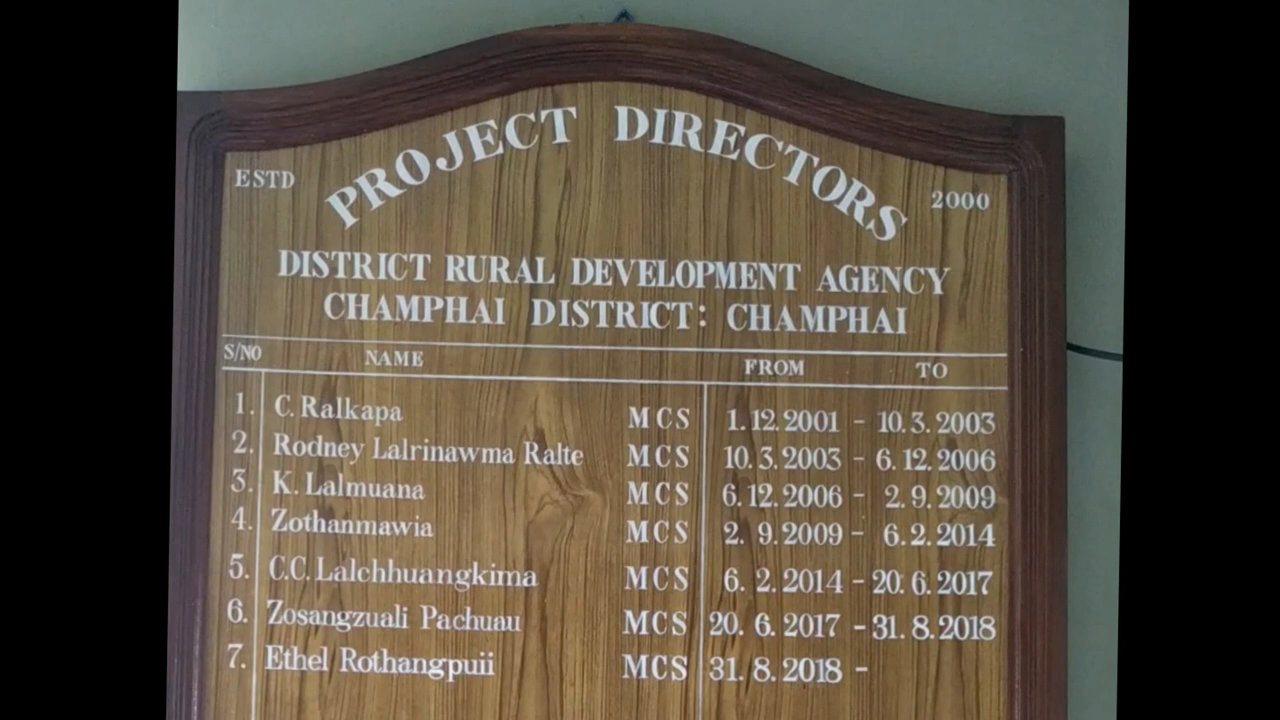 PROJECT DIRECTORS
ESTD 2000
DISTRICT RURAL DEVELOPMENT AGENCY
CHAMPHAI DISTRICT: CHAMPHAI
S/NO NAME FROM TO
1. C. Ralkapa MCS 1.12.2001 - 10.3.2003
2. Rodney Lalrinawma Ralte MCS 10.3.2003 - 6.12.2006
3. K. Lalmuana MCS 6.12.2006 - 2.9.2009
4. Zothanmawia MCS 2.9.2009 - 6.2.2014
5. C.C. Lalchhuangkima MCS 6.2.2014 - 20.6.2017
6. Zosangzuali Pachuau MCS 20.6.2017 - 31.8.2018
7. Ethel Rothangpuii MCS 31.8.2018 -